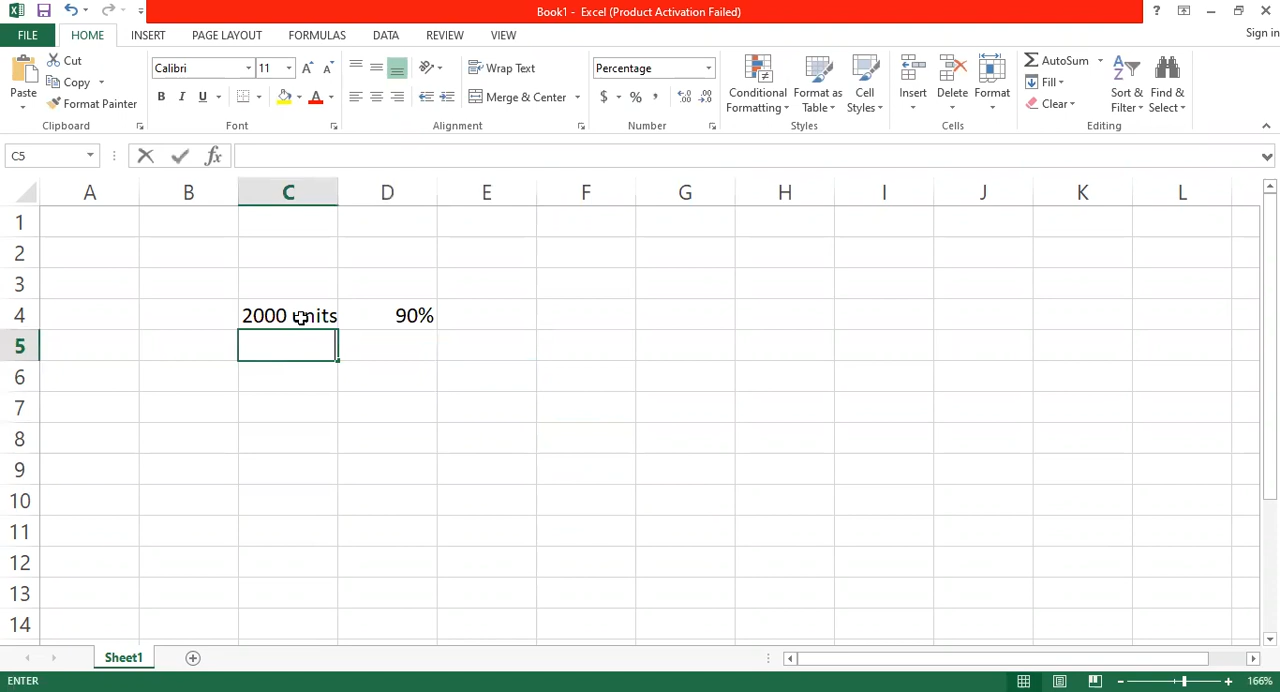 Book1 - Excel (Product Activation Failed)
?
FILE HOME INSERT PAGE LAYOUT FORMULAS DATA REVIEW VIEW Sign in
Paste
Cut
Copy
Format Painter
Clipboard
Calibri 11
B I U
Font
Wrap Text
Merge & Center
Alignment
Percentage
$ % ,
Number
Conditional Formatting
Format as Table
Cell Styles
Styles
Insert
Delete
Format
Cells
AutoSum
Fill
Clear
Sort & Filter
Find & Select
Editing
C5 fx
A B C D E F G H I J K L
1
2
3
4 2000 units 90%
5
6
7
8
9
10
11
12
13
14
Sheet1
ENTER 166%